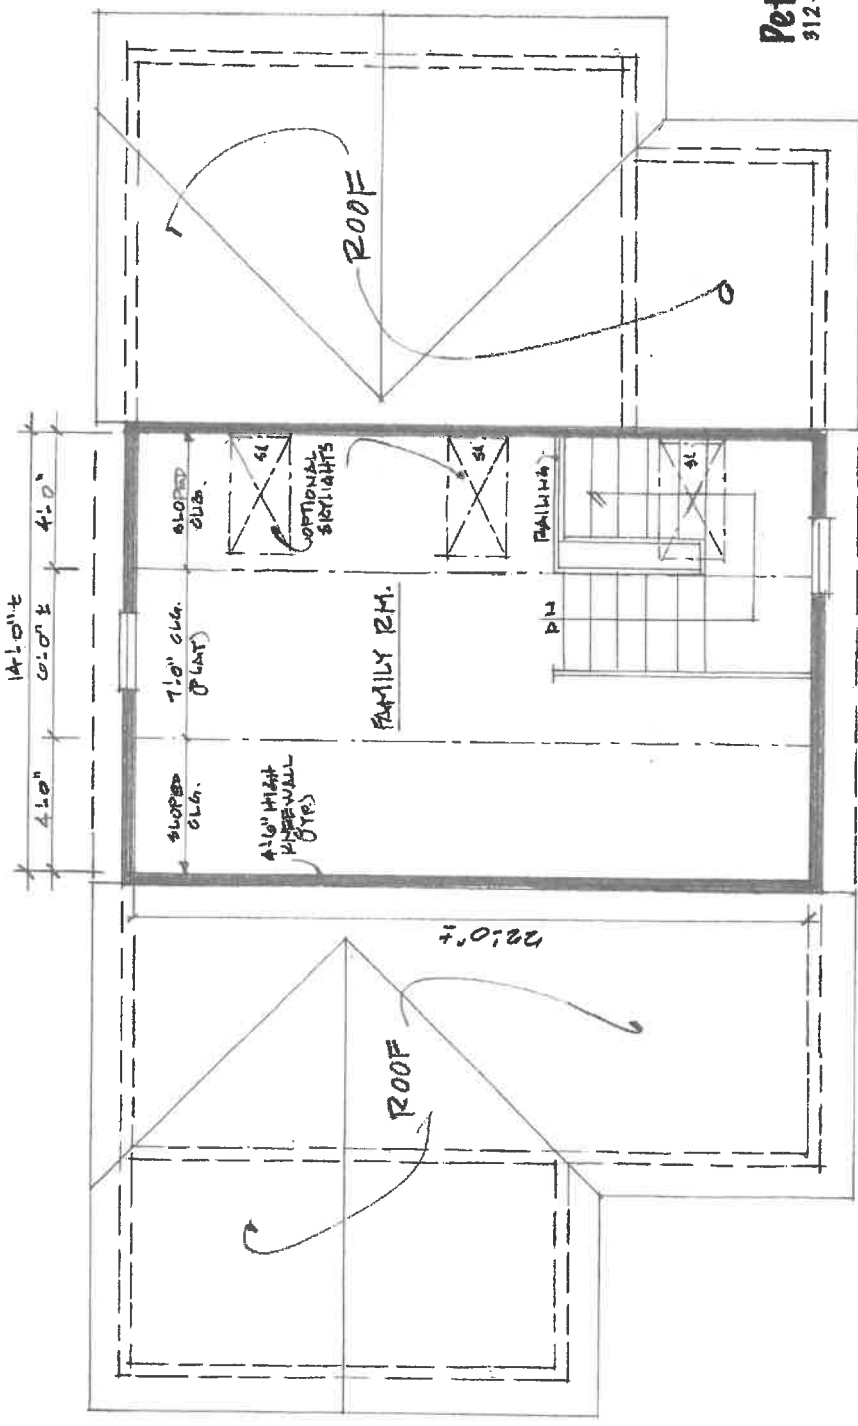 Pet
312-
14'-0"±
4'-0"
6'-0"±
4'-0"
SLOPED
CLG.
7'-0" CLG.
(FLAT)
SLOPED
CLG.
4'-6" HIGH
KNEEWALL
(TYP.)
SL
OPTIONAL
SKYLIGHTS
SL
RAILING
SL
DN
FAMILY RM.
22'-0"±
ROOF
ROOF